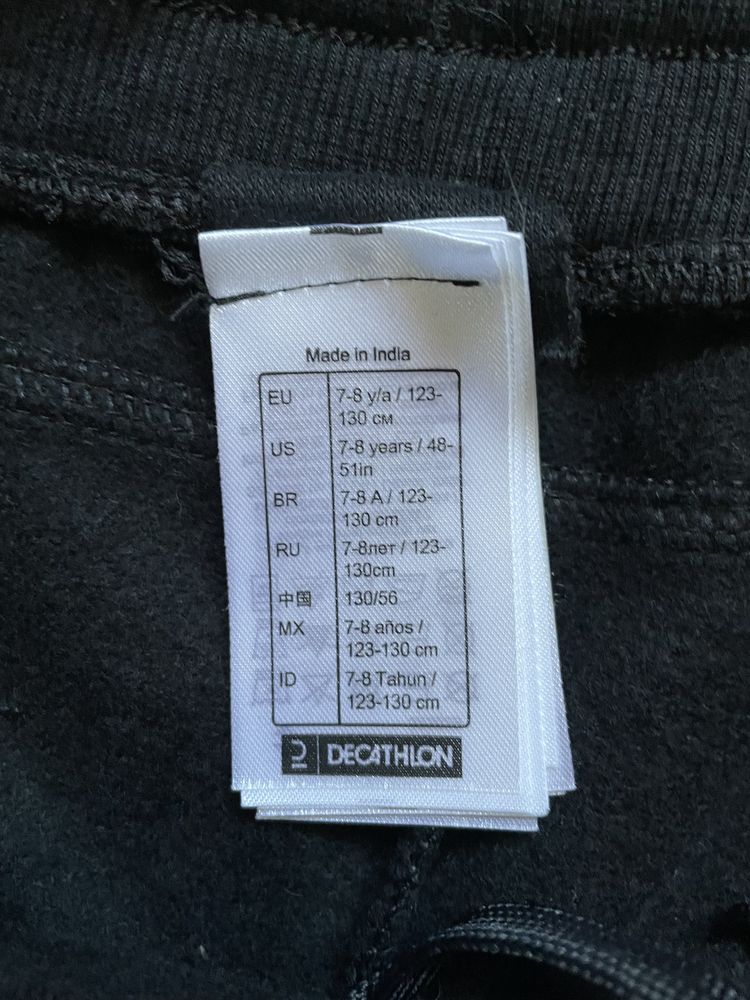 Made in India
EU 7-8 y/a / 123-
130 см
US 7-8 years / 48-
51in
BR 7-8 A / 123-
130 cm
RU 7-8лет / 123-
130cm
中国 130/56
MX 7-8 años /
123-130 cm
ID 7-8 Tahun /
123-130 cm
DECATHLON